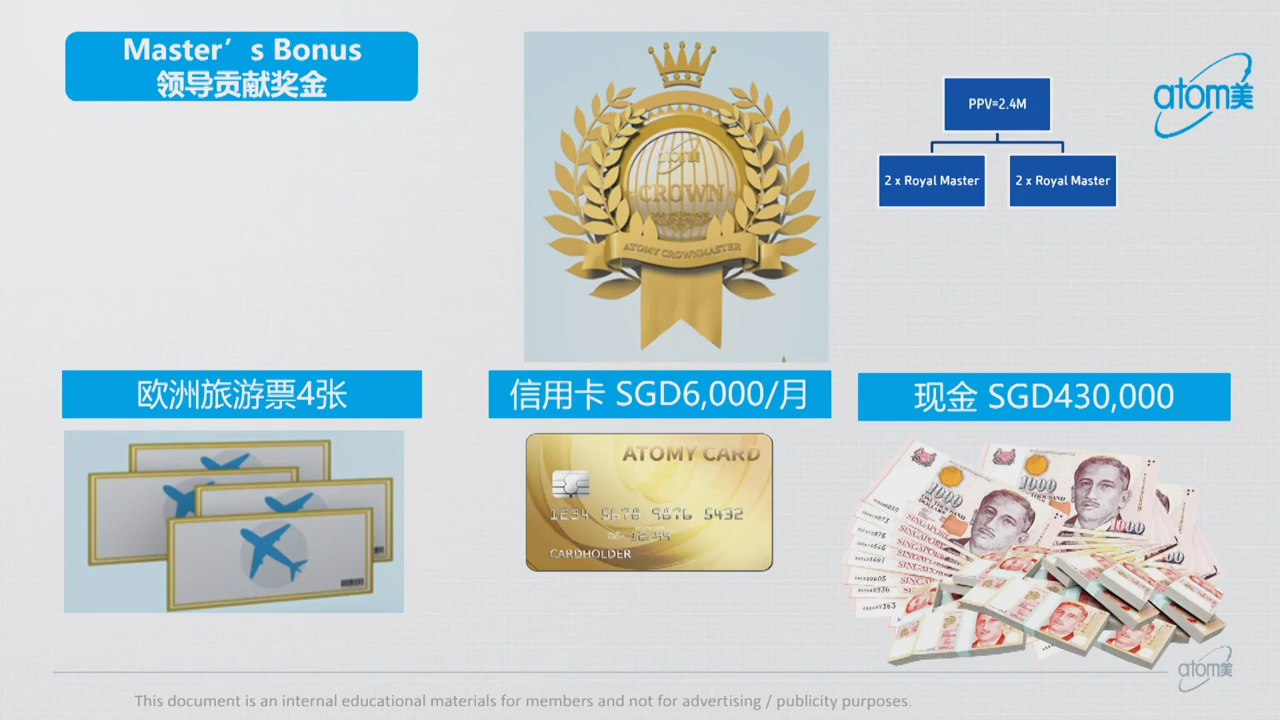 Master’s Bonus
领导贡献奖金
atom美
CROWN
ATOMY CROWNMASTER
PPV=2.4M
2 x Royal Master
2 x Royal Master
欧洲旅游票4张
信用卡 SGD6,000/月
现金 SGD430,000
ATOMY CARD
1234 5678 9876 5432
CARDHOLDER
1000
1000
SINGAPORE
atom美
This document is an internal educational materials for members and not for advertising / publicity purposes.